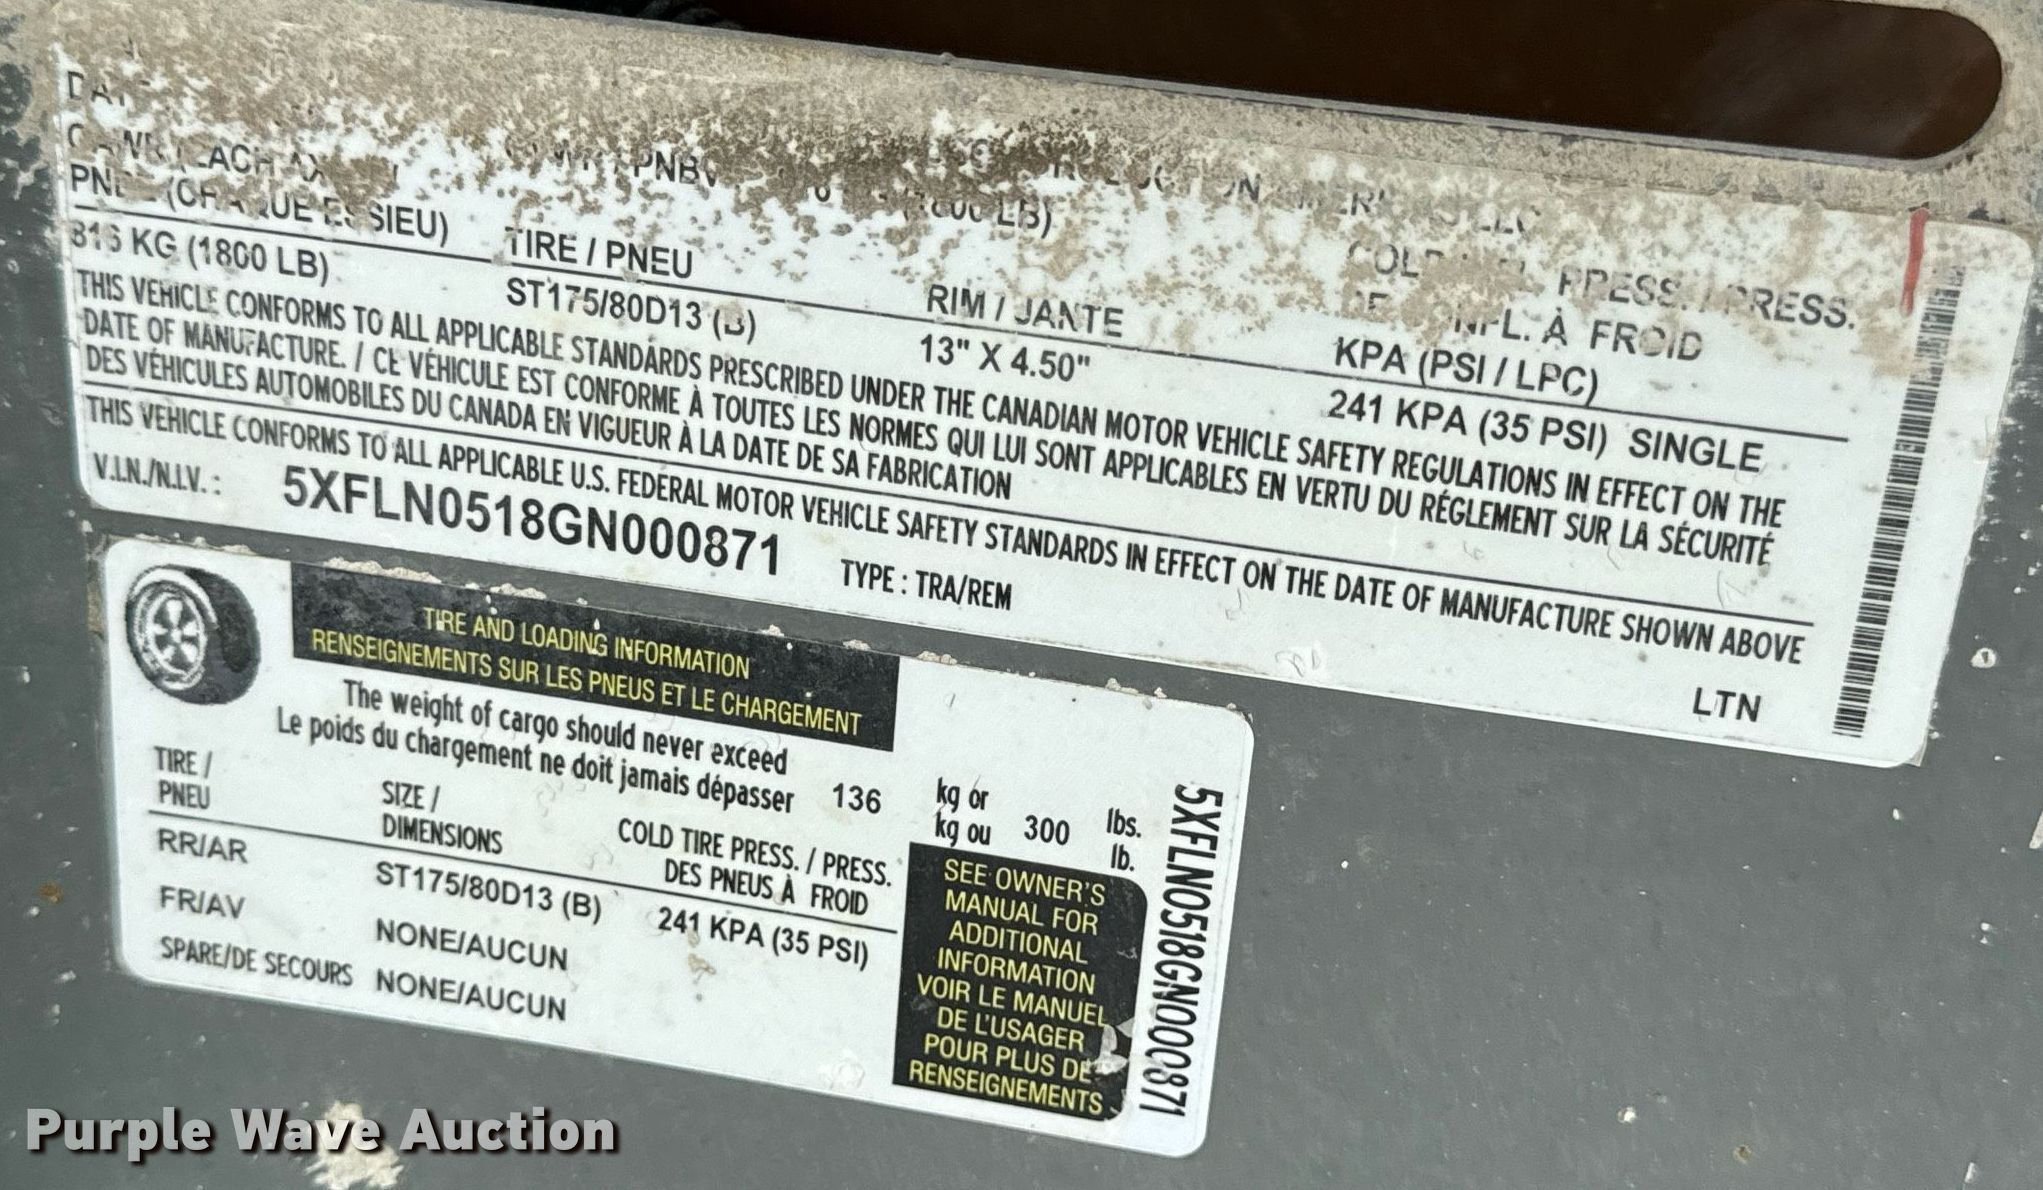 SIEU)
TIRE / PNEU
RIM / JANTE
PRESS.
À FROID
KPA (PSI / LPC)
816 KG (1800 LB)
ST175/80D13 (B)
13" X 4.50"
241 KPA (35 PSI) SINGLE
THIS VEHICLE CONFORMS TO ALL APPLICABLE STANDARDS PRESCRIBED UNDER THE CANADIAN MOTOR VEHICLE SAFETY REGULATIONS IN EFFECT ON THE
DATE OF MANUFACTURE. / CE VÉHICULE EST CONFORME À TOUTES LES NORMES QUI LUI SONT APPLICABLES EN VERTU DU RÉGLEMENT SUR LA SÉCURITÉ
DES VÉHICULES AUTOMOBILES DU CANADA EN VIGUEUR À LA DATE DE SA FABRICATION
THIS VEHICLE CONFORMS TO ALL APPLICABLE U.S. FEDERAL MOTOR VEHICLE SAFETY STANDARDS IN EFFECT ON THE DATE OF MANUFACTURE SHOWN ABOVE
V.I.N./N.I.V. : 5XFLN0518GN000871 TYPE : TRA/REM LTN
TIRE AND LOADING INFORMATION
RENSEIGNEMENTS SUR LES PNEUS ET LE CHARGEMENT
The weight of cargo should never exceed kg or lbs.
Le poids du chargement ne doit jamais dépasser 136 kg ou 300 lb.
TIRE / PNEU
SIZE / DIMENSIONS
COLD TIRE PRESS. / PRESS.
DES PNEUS À FROID
RR/AR ST175/80D13 (B) 241 KPA (35 PSI)
FR/AV NONE/AUCUN
SPARE/DE SECOURS NONE/AUCUN
SEE OWNER'S
MANUAL FOR
ADDITIONAL
INFORMATION
VOIR LE MANUEL
DE L'USAGER
POUR PLUS DE
RENSEIGNEMENTS
5XFLN0518GN000871
Purple Wave Auction